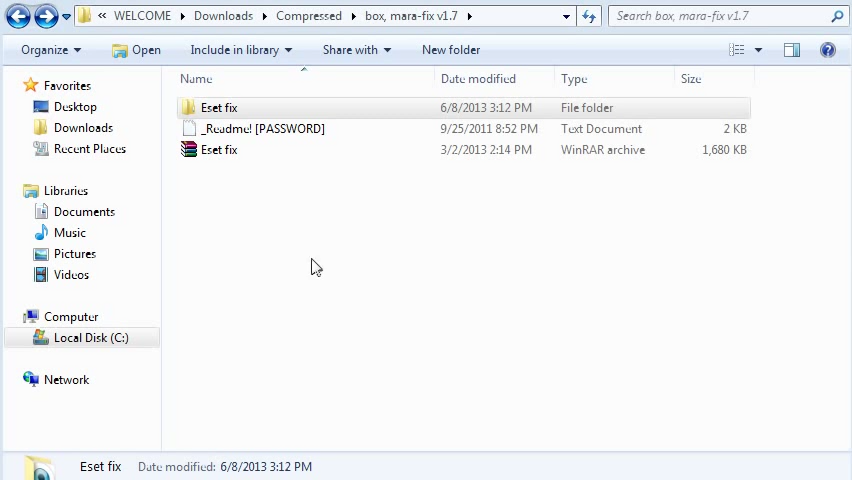 « WELCOME ▸ Downloads ▸ Compressed ▸ box, mara-fix v1.7 ▸
Search box, mara-fix v1.7
Organize Open Include in library Share with New folder
Name Date modified Type Size
Favorites
Desktop
Downloads
Recent Places
Libraries
Documents
Music
Pictures
Videos
Computer
Local Disk (C:)
Network
Eset fix 6/8/2013 3:12 PM File folder
_Readme! [PASSWORD] 9/25/2011 8:52 PM Text Document 2 KB
Eset fix 3/2/2013 2:14 PM WinRAR archive 1,680 KB
Eset fix Date modified: 6/8/2013 3:12 PM